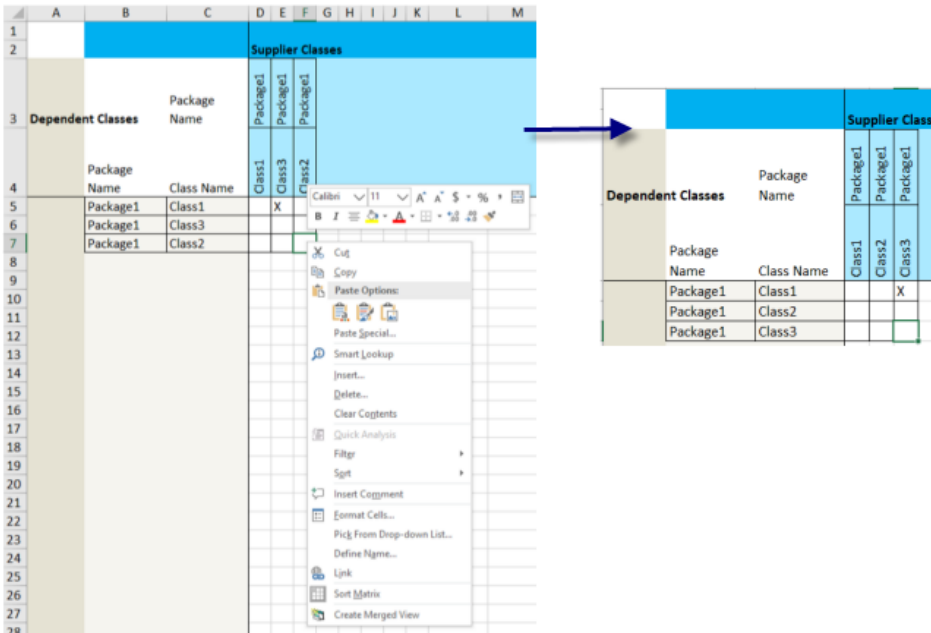 A B C D E F G H I J K L M
1
2 Supplier Classes
3 Dependent Classes Package Name Package1 Package1 Package1
4 Package Name Class Name Class1 Class3 Class2
5 Package1 Class1 X
6 Package1 Class3
7 Package1 Class2
8
9
10
11
12
13
14
15
16
17
18
19
20
21
22
23
24
25
26
27
28
Calibri 11 A A $ % ,
B I A
Cut
Copy
Paste Options:
Paste Special...
Smart Lookup
Insert...
Delete...
Clear Contents
Quick Analysis
Filter
Sort
Insert Comment
Format Cells...
Pick From Drop-down List...
Define Name...
Link
Sort Matrix
Create Merged View
Supplier Class
Dependent Classes Package Name Package1 Package1 Package1
Package Name Class Name Class1 Class2 Class3
Package1 Class1 X
Package1 Class2
Package1 Class3